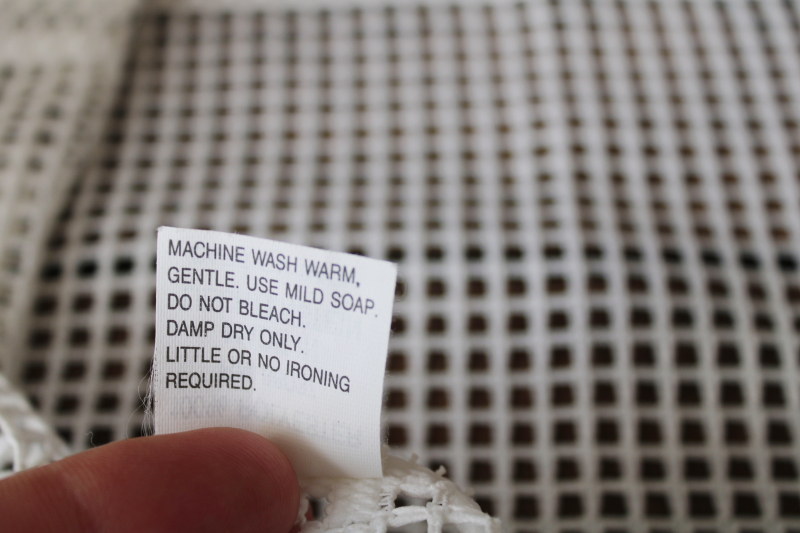 MACHINE WASH WARM,
GENTLE. USE MILD SOAP.
DO NOT BLEACH.
DAMP DRY ONLY.
LITTLE OR NO IRONING
REQUIRED.